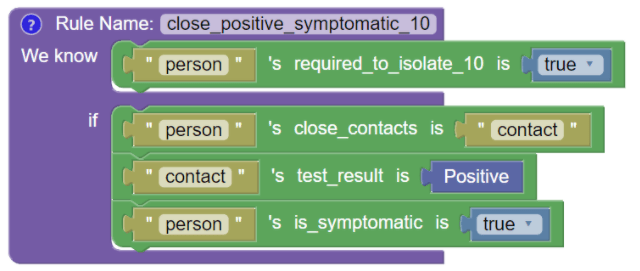 ? Rule Name: close_positive_symptomatic_10
We know " person " 's required_to_isolate_10 is true
if " person " 's close_contacts is " contact "
" contact " 's test_result is Positive
" person " 's is_symptomatic is true